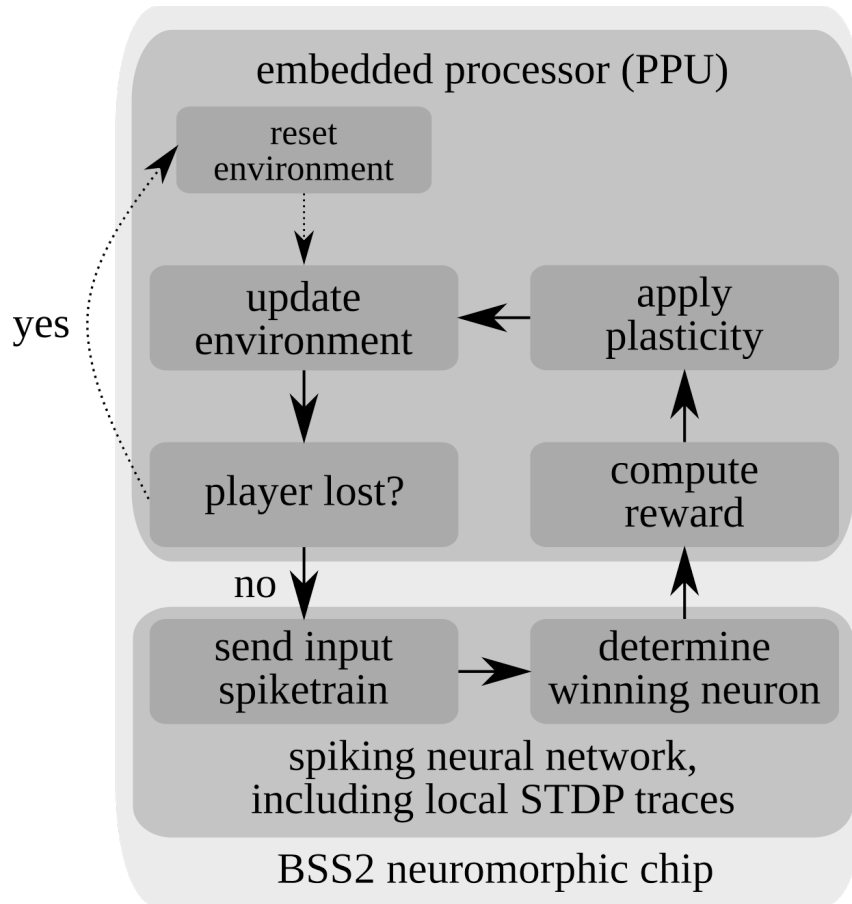 embedded processor (PPU)
reset
environment
update
environment
apply
plasticity
yes
player lost?
compute
reward
no
send input
spiketrain
determine
winning neuron
spiking neural network,
including local STDP traces
BSS2 neuromorphic chip